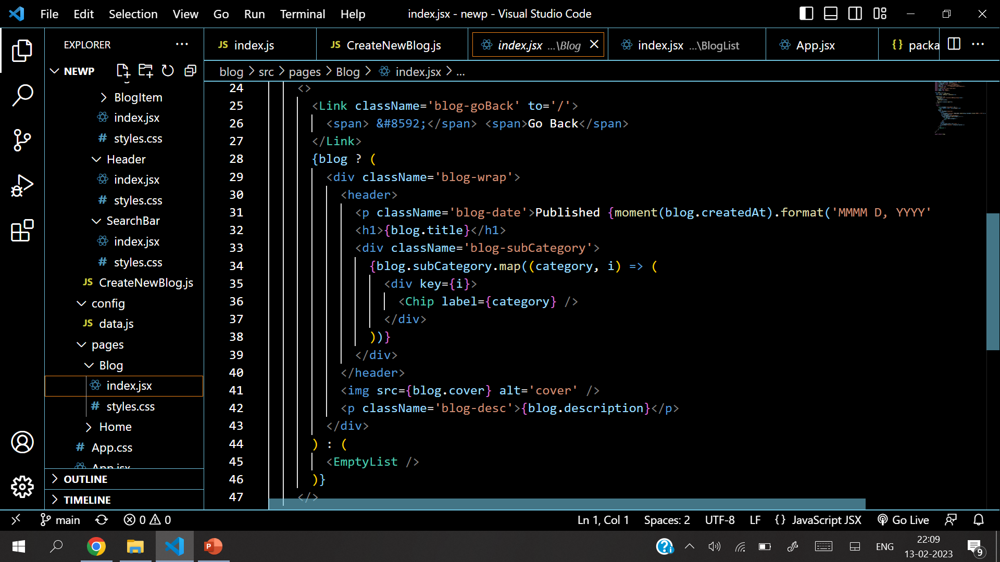 File Edit Selection View Go Run Terminal Help index.jsx - newp - Visual Studio Code
EXPLORER
NEWP
BlogItem
index.jsx
styles.css
Header
index.jsx
styles.css
SearchBar
index.jsx
styles.css
CreateNewBlog.js
config
data.js
pages
Blog
index.jsx
styles.css
Home
App.css
App.jsx
OUTLINE
TIMELINE
JS index.js JS CreateNewBlog.js index.jsx ...\Blog index.jsx ...\BlogList App.jsx {} packa
blog > src > pages > Blog > index.jsx > ...
24 <>
25 <Link className='blog-goBack' to='/'>
26 <span> &#8592;</span> <span>Go Back</span>
27 </Link>
28 {blog ? (
29 <div className='blog-wrap'>
30 <header>
31 <p className='blog-date'>Published {moment(blog.createdAt).format('MMMM D, YYYY'
32 <h1>{blog.title}</h1>
33 <div className='blog-subCategory'>
34 {blog.subCategory.map((category, i) => (
35 <div key={i}>
36 <Chip label={category} />
37 </div>
38 ))}
39 </div>
40 </header>
41 <img src={blog.cover} alt='cover' />
42 <p className='blog-desc'>{blog.description}</p>
43 </div>
44 ) : (
45 <EmptyList />
46 )}
47 </>
main 0 0 Ln 1, Col 1 Spaces: 2 UTF-8 LF {} JavaScript JSX Go Live
ENG 22:09
13-02-2023 9